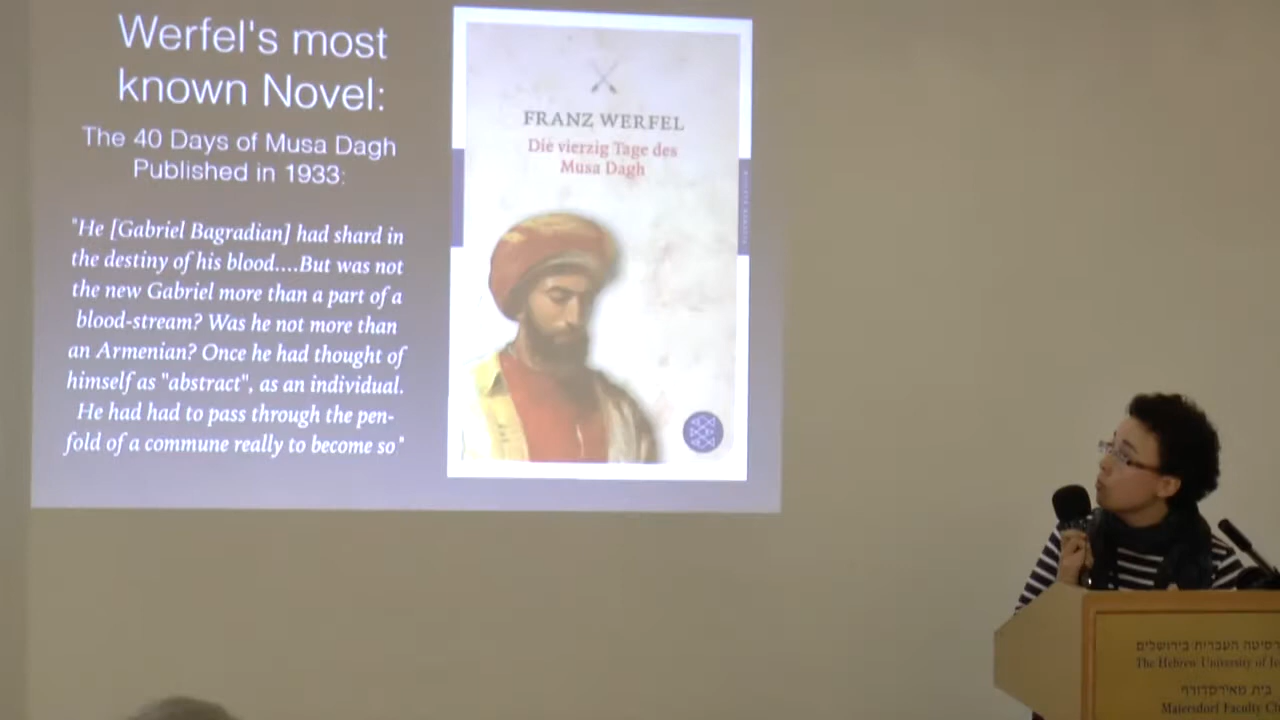 Werfel's most
known Novel:
The 40 Days of Musa Dagh
Published in 1933:
"He [Gabriel Bagradian] had shard in
the destiny of his blood....But was not
the new Gabriel more than a part of a
blood-stream? Was he not more than
an Armenian? Once he had thought of
himself as "abstract", as an individual.
He had had to pass through the pen-
fold of a commune really to become so"
FRANZ WERFEL
Die vierzig Tage des
Musa Dagh
העברית בירושלים
The Hebrew University of
בית מאירסדורף
Maiersdorf Faculty